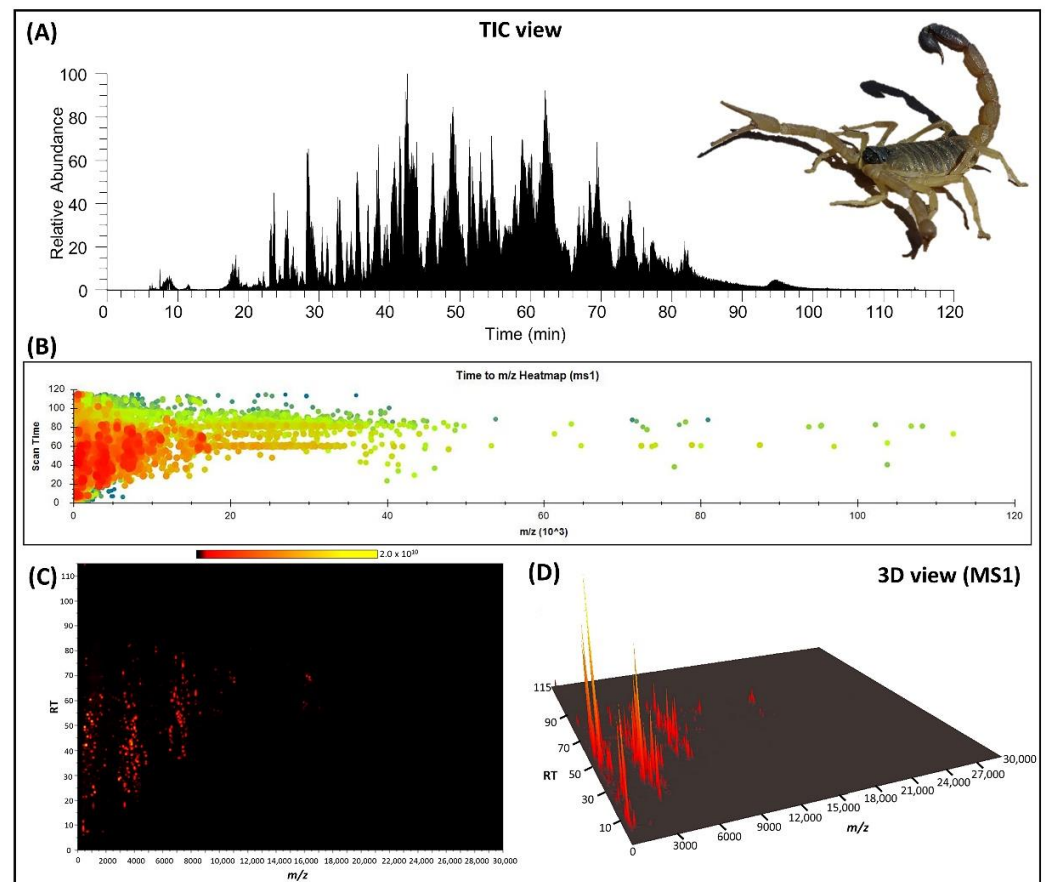 (A)
TIC view
Relative Abundance
100
80
60
40
20
0
0 10 20 30 40 50 60 70 80 90 100 110 120
Time (min)
(B)
Time to m/z Heatmap (ms1)
Scan Time
120
100
80
60
40
20
0
0 20 40 60 80 100 120
m/z (10^3)
2.0 x 10¹⁰
(C)
RT
110
100
90
80
70
60
50
40
30
20
10
0
0 2000 4000 6000 8000 10,000 12,000 14,000 16,000 18,000 20,000 22,000 24,000 26,000 28,000 30,000
m/z
(D)
3D view (MS1)
115
90
70
50
30
10
RT
0 3000 6000 9000 12,000 15,000 18,000 21,000 24,000 27,000 30,000
m/z